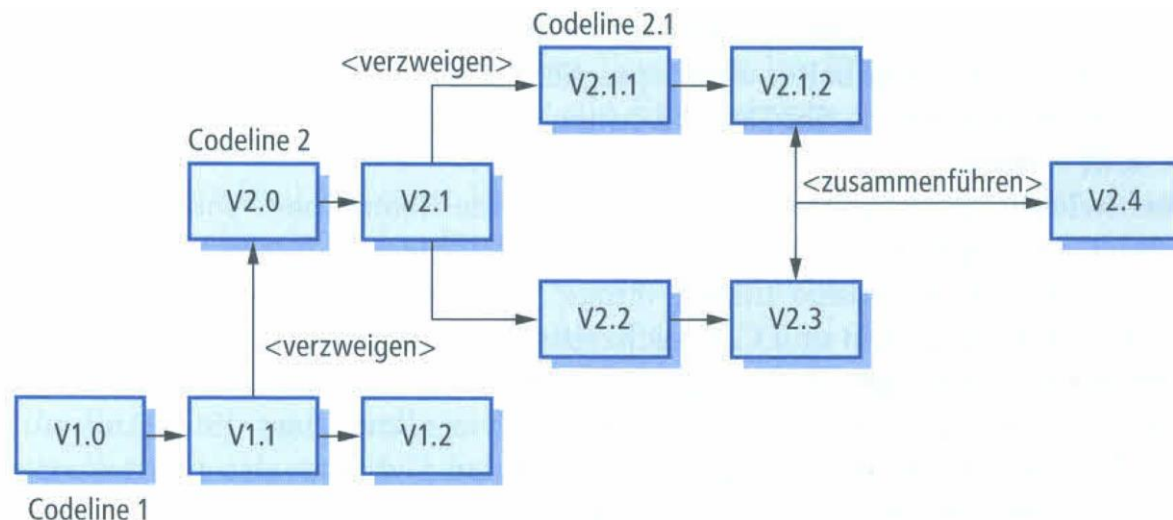 Codeline 2.1
<verzweigen>
V2.1.1
V2.1.2
Codeline 2
V2.0
V2.1
<zusammenführen>
V2.4
V2.2
V2.3
<verzweigen>
V1.0
V1.1
V1.2
Codeline 1